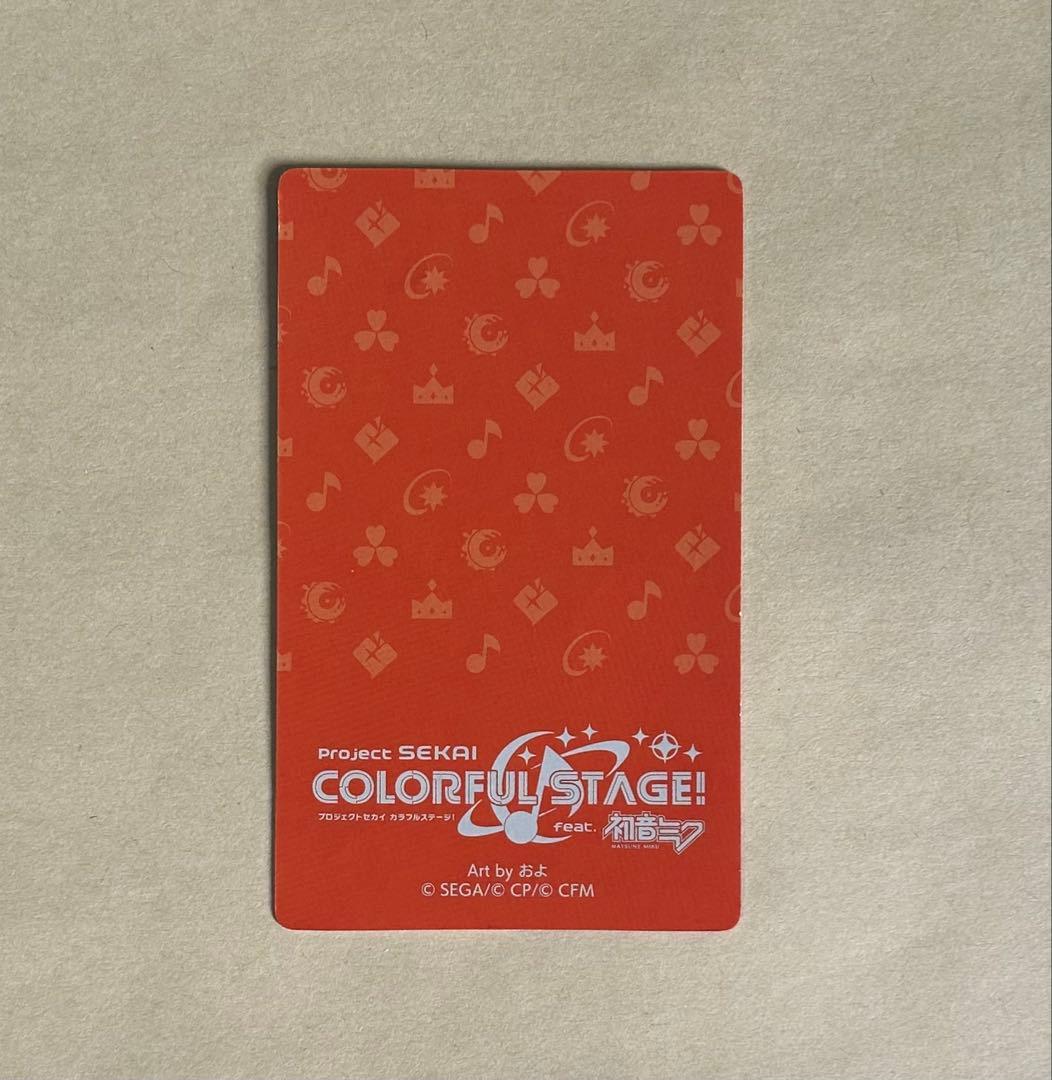 Project SEKAI
COLORFUL STAGE!
プロジェクトセカイ カラフルステージ!
feat. 初音ミク
HATSUNE MIKU
Art by およ
© SEGA/© CP/© CFM